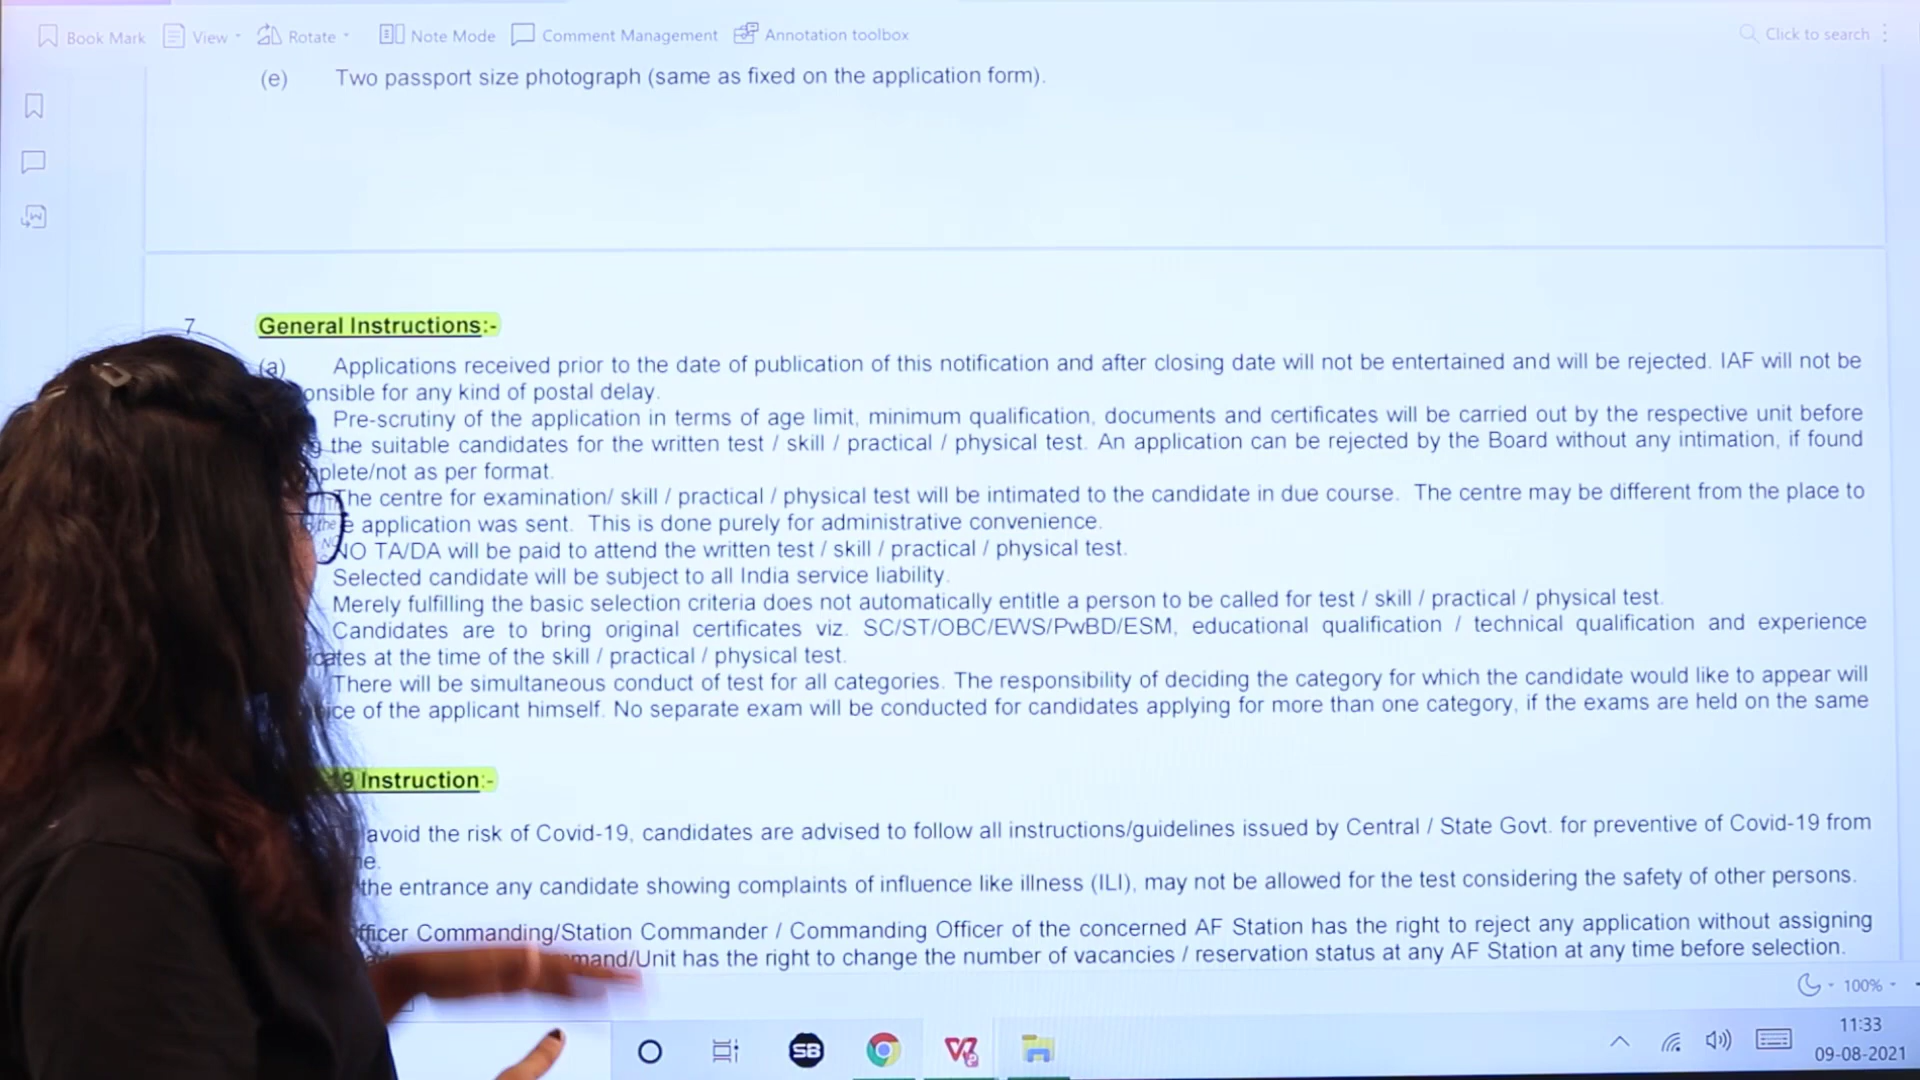 Book Mark View Rotate Note Mode Comment Management Annotation toolbox Click to search
(e) Two passport size photograph (same as fixed on the application form).
7 General Instructions:-
(a) Applications received prior to the date of publication of this notification and after closing date will not be entertained and will be rejected. IAF will not be
onsible for any kind of postal delay.
Pre-scrutiny of the application in terms of age limit, minimum qualification, documents and certificates will be carried out by the respective unit before
g the suitable candidates for the written test / skill / practical / physical test. An application can be rejected by the Board without any intimation, if found
plete/not as per format.
The centre for examination/ skill / practical / physical test will be intimated to the candidate in due course. The centre may be different from the place to
e application was sent. This is done purely for administrative convenience.
NO TA/DA will be paid to attend the written test / skill / practical / physical test.
Selected candidate will be subject to all India service liability.
Merely fulfilling the basic selection criteria does not automatically entitle a person to be called for test / skill / practical / physical test.
Candidates are to bring original certificates viz. SC/ST/OBC/EWS/PwBD/ESM, educational qualification / technical qualification and experience
cates at the time of the skill / practical / physical test.
There will be simultaneous conduct of test for all categories. The responsibility of deciding the category for which the candidate would like to appear will
ice of the applicant himself. No separate exam will be conducted for candidates applying for more than one category, if the exams are held on the same
9 Instruction:-
avoid the risk of Covid-19, candidates are advised to follow all instructions/guidelines issued by Central / State Govt. for preventive of Covid-19 from
e.
the entrance any candidate showing complaints of influence like illness (ILI), may not be allowed for the test considering the safety of other persons.
fficer Commanding/Station Commander / Commanding Officer of the concerned AF Station has the right to reject any application without assigning
mand/Unit has the right to change the number of vacancies / reservation status at any AF Station at any time before selection.
100%
SB
11:33
09-08-2021